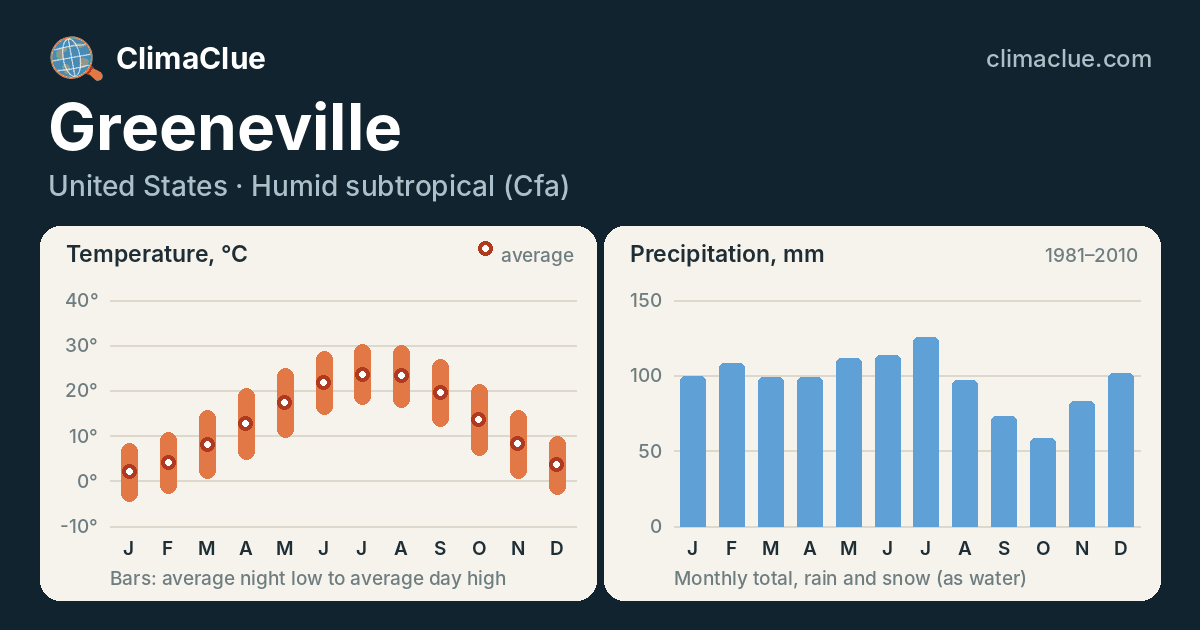 ClimaClue
climaclue.com
Greeneville
United States · Humid subtropical (Cfa)
Temperature, °C
average
40°
30°
20°
10°
0°
-10°
J F M A M J J A S O N D
Bars: average night low to average day high
Precipitation, mm
1981–2010
150
100
50
0
J F M A M J J A S O N D
Monthly total, rain and snow (as water)